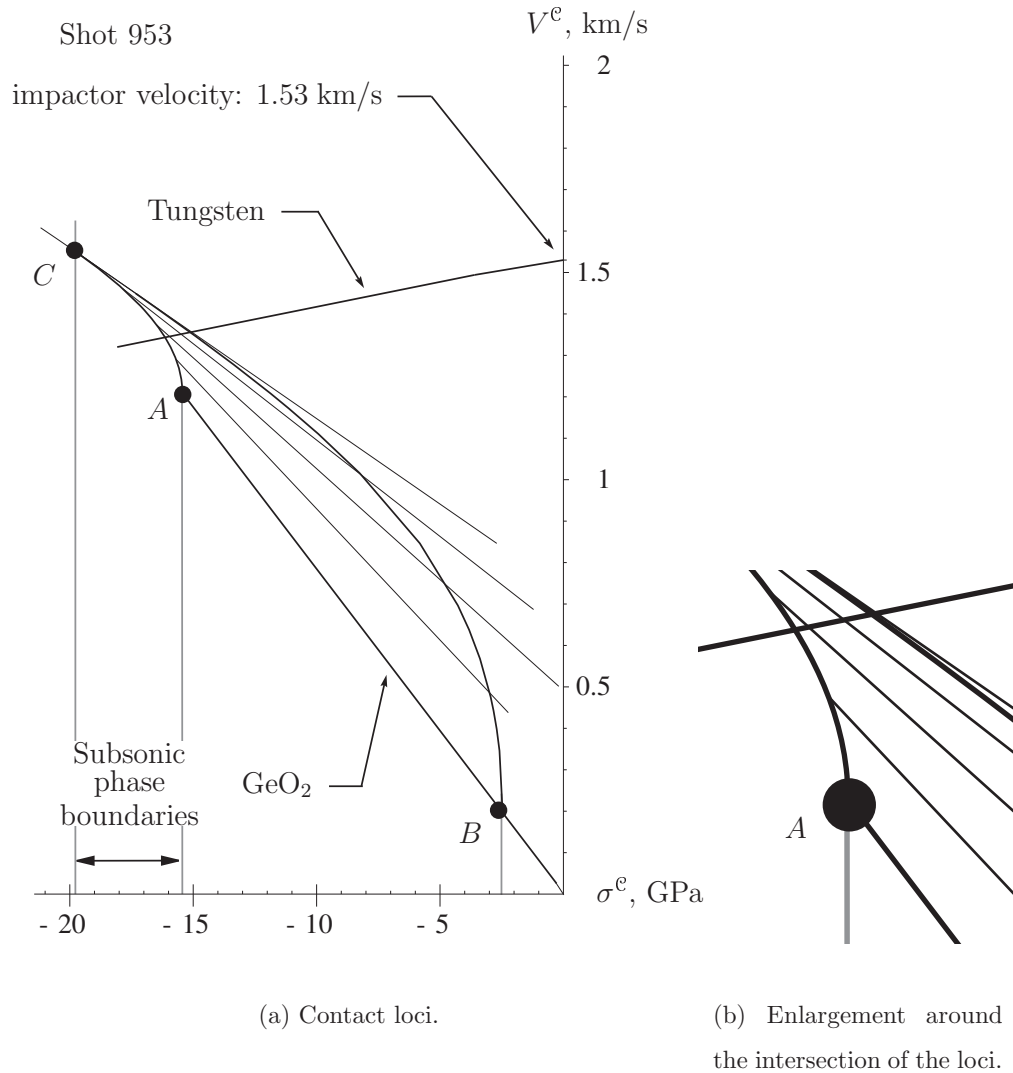 Shot 953
V^𝒞, km/s
impactor velocity: 1.53 km/s
2
Tungsten
1.5
C
A
1
0.5
Subsonic
phase
boundaries
GeO₂
B
σ^𝒞, GPa
- 20
- 15
- 10
- 5
A
(a) Contact loci.
(b) Enlargement around
the intersection of the loci.